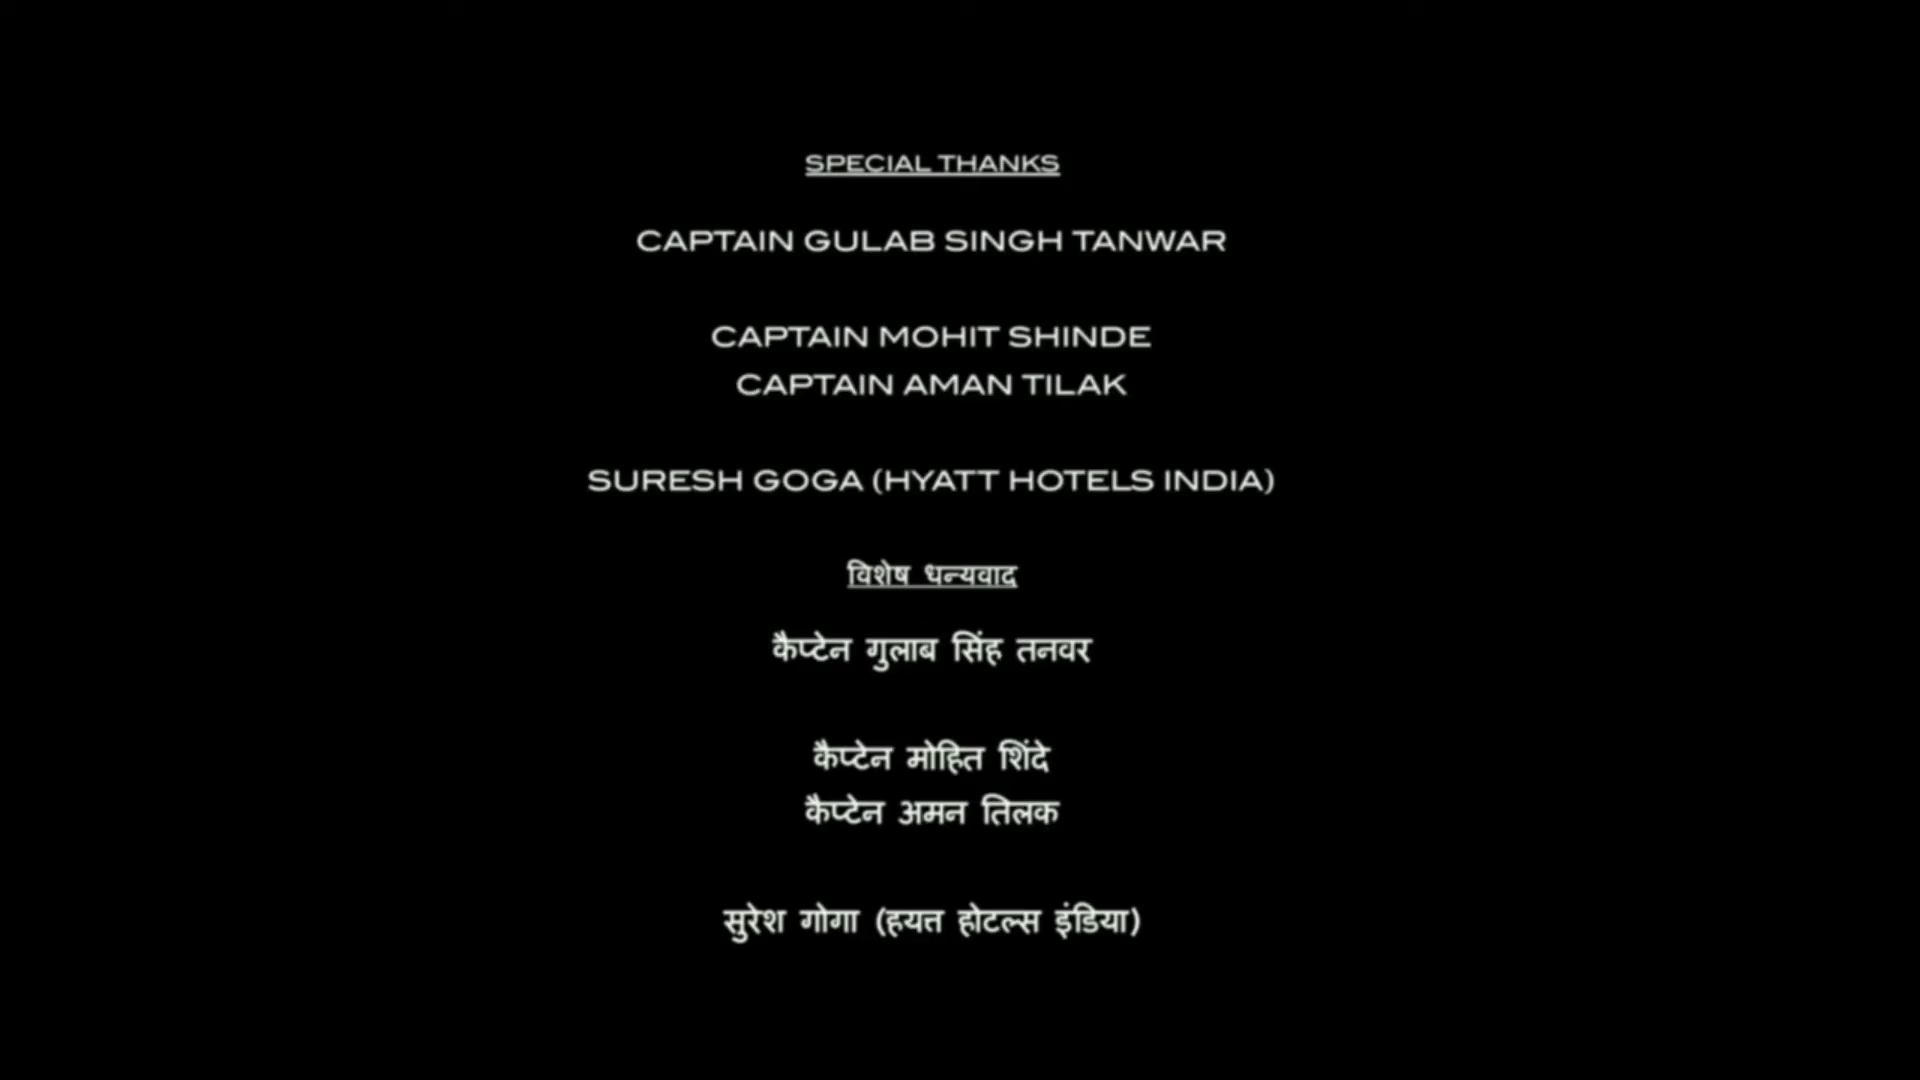 SPECIAL THANKS
CAPTAIN GULAB SINGH TANWAR
CAPTAIN MOHIT SHINDE
CAPTAIN AMAN TILAK
SURESH GOGA (HYATT HOTELS INDIA)
विशेष धन्यवाद
कैप्टेन गुलाब सिंह तनवर
कैप्टेन मोहित शिंदे
कैप्टेन अमन तिलक
सुरेश गोगा (हयत्त होटल्स इंडिया)